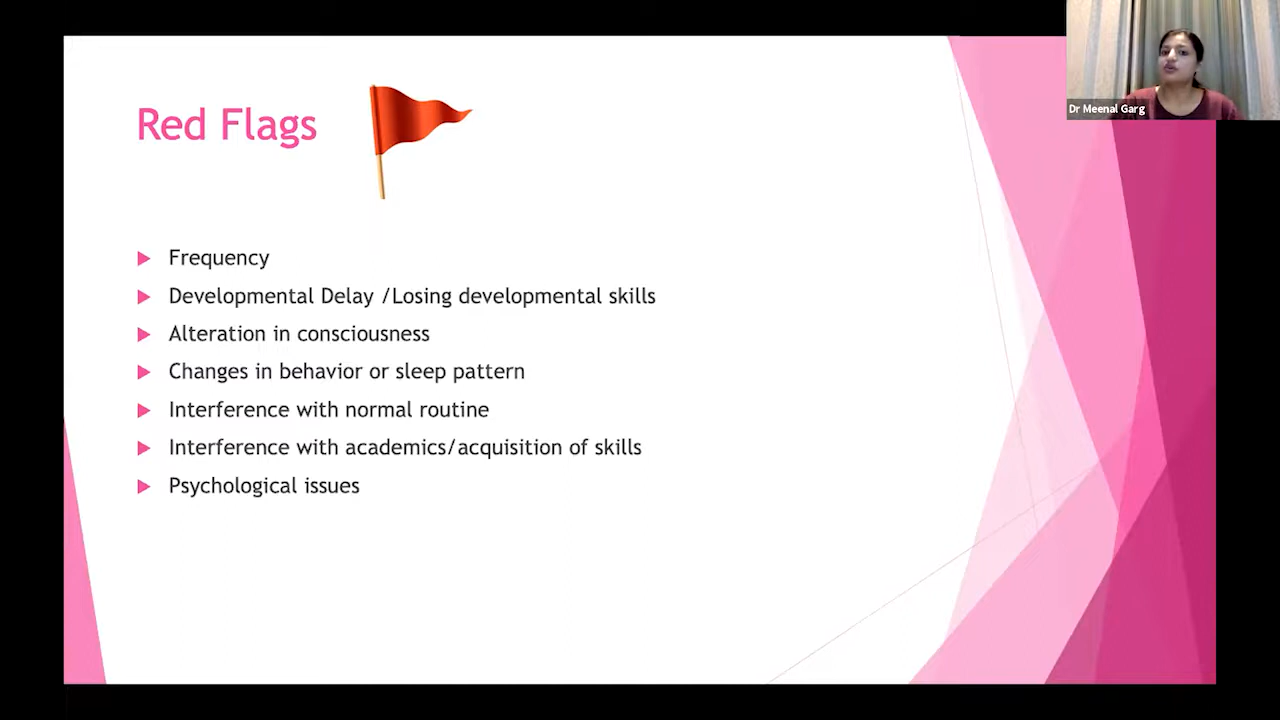 Dr Meenal Garg
Red Flags
Frequency
Developmental Delay /Losing developmental skills
Alteration in consciousness
Changes in behavior or sleep pattern
Interference with normal routine
Interference with academics/acquisition of skills
Psychological issues